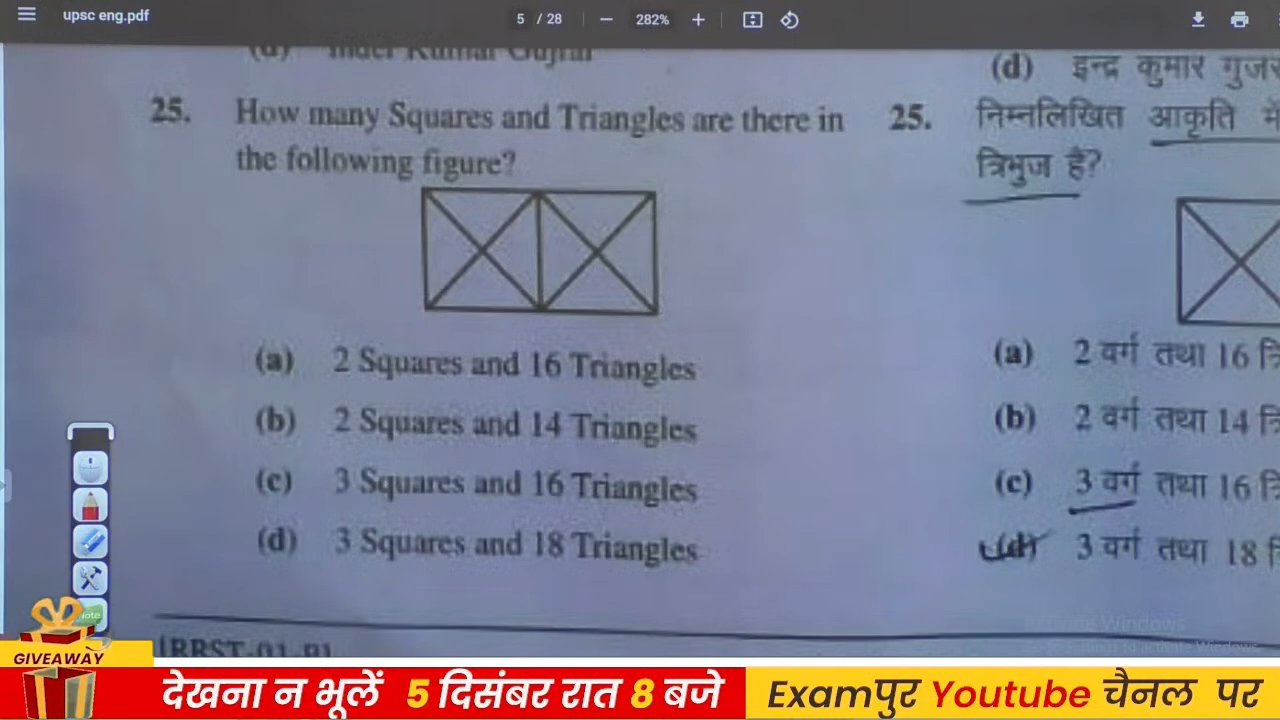 upsc eng.pdf
5 / 28
282%
Inder Kumar Gujral
(d) इन्द्र कुमार
25. How many Squares and Triangles are there in
the following figure?
25. निम्नलिखित आकृति में
त्रिभुज है?
(a) 2 Squares and 16 Triangles
(b) 2 Squares and 14 Triangles
(c) 3 Squares and 16 Triangles
(d) 3 Squares and 18 Triangles
(a) 2 वर्ग तथा 16
(b) 2 वर्ग तथा 14
(c) 3 वर्ग तथा 16
(d) 3 वर्ग तथा 18
GIVEAWAY
देखना न भूलें 5 दिसंबर रात 8 बजे
Examपुर Youtube चैनल पर